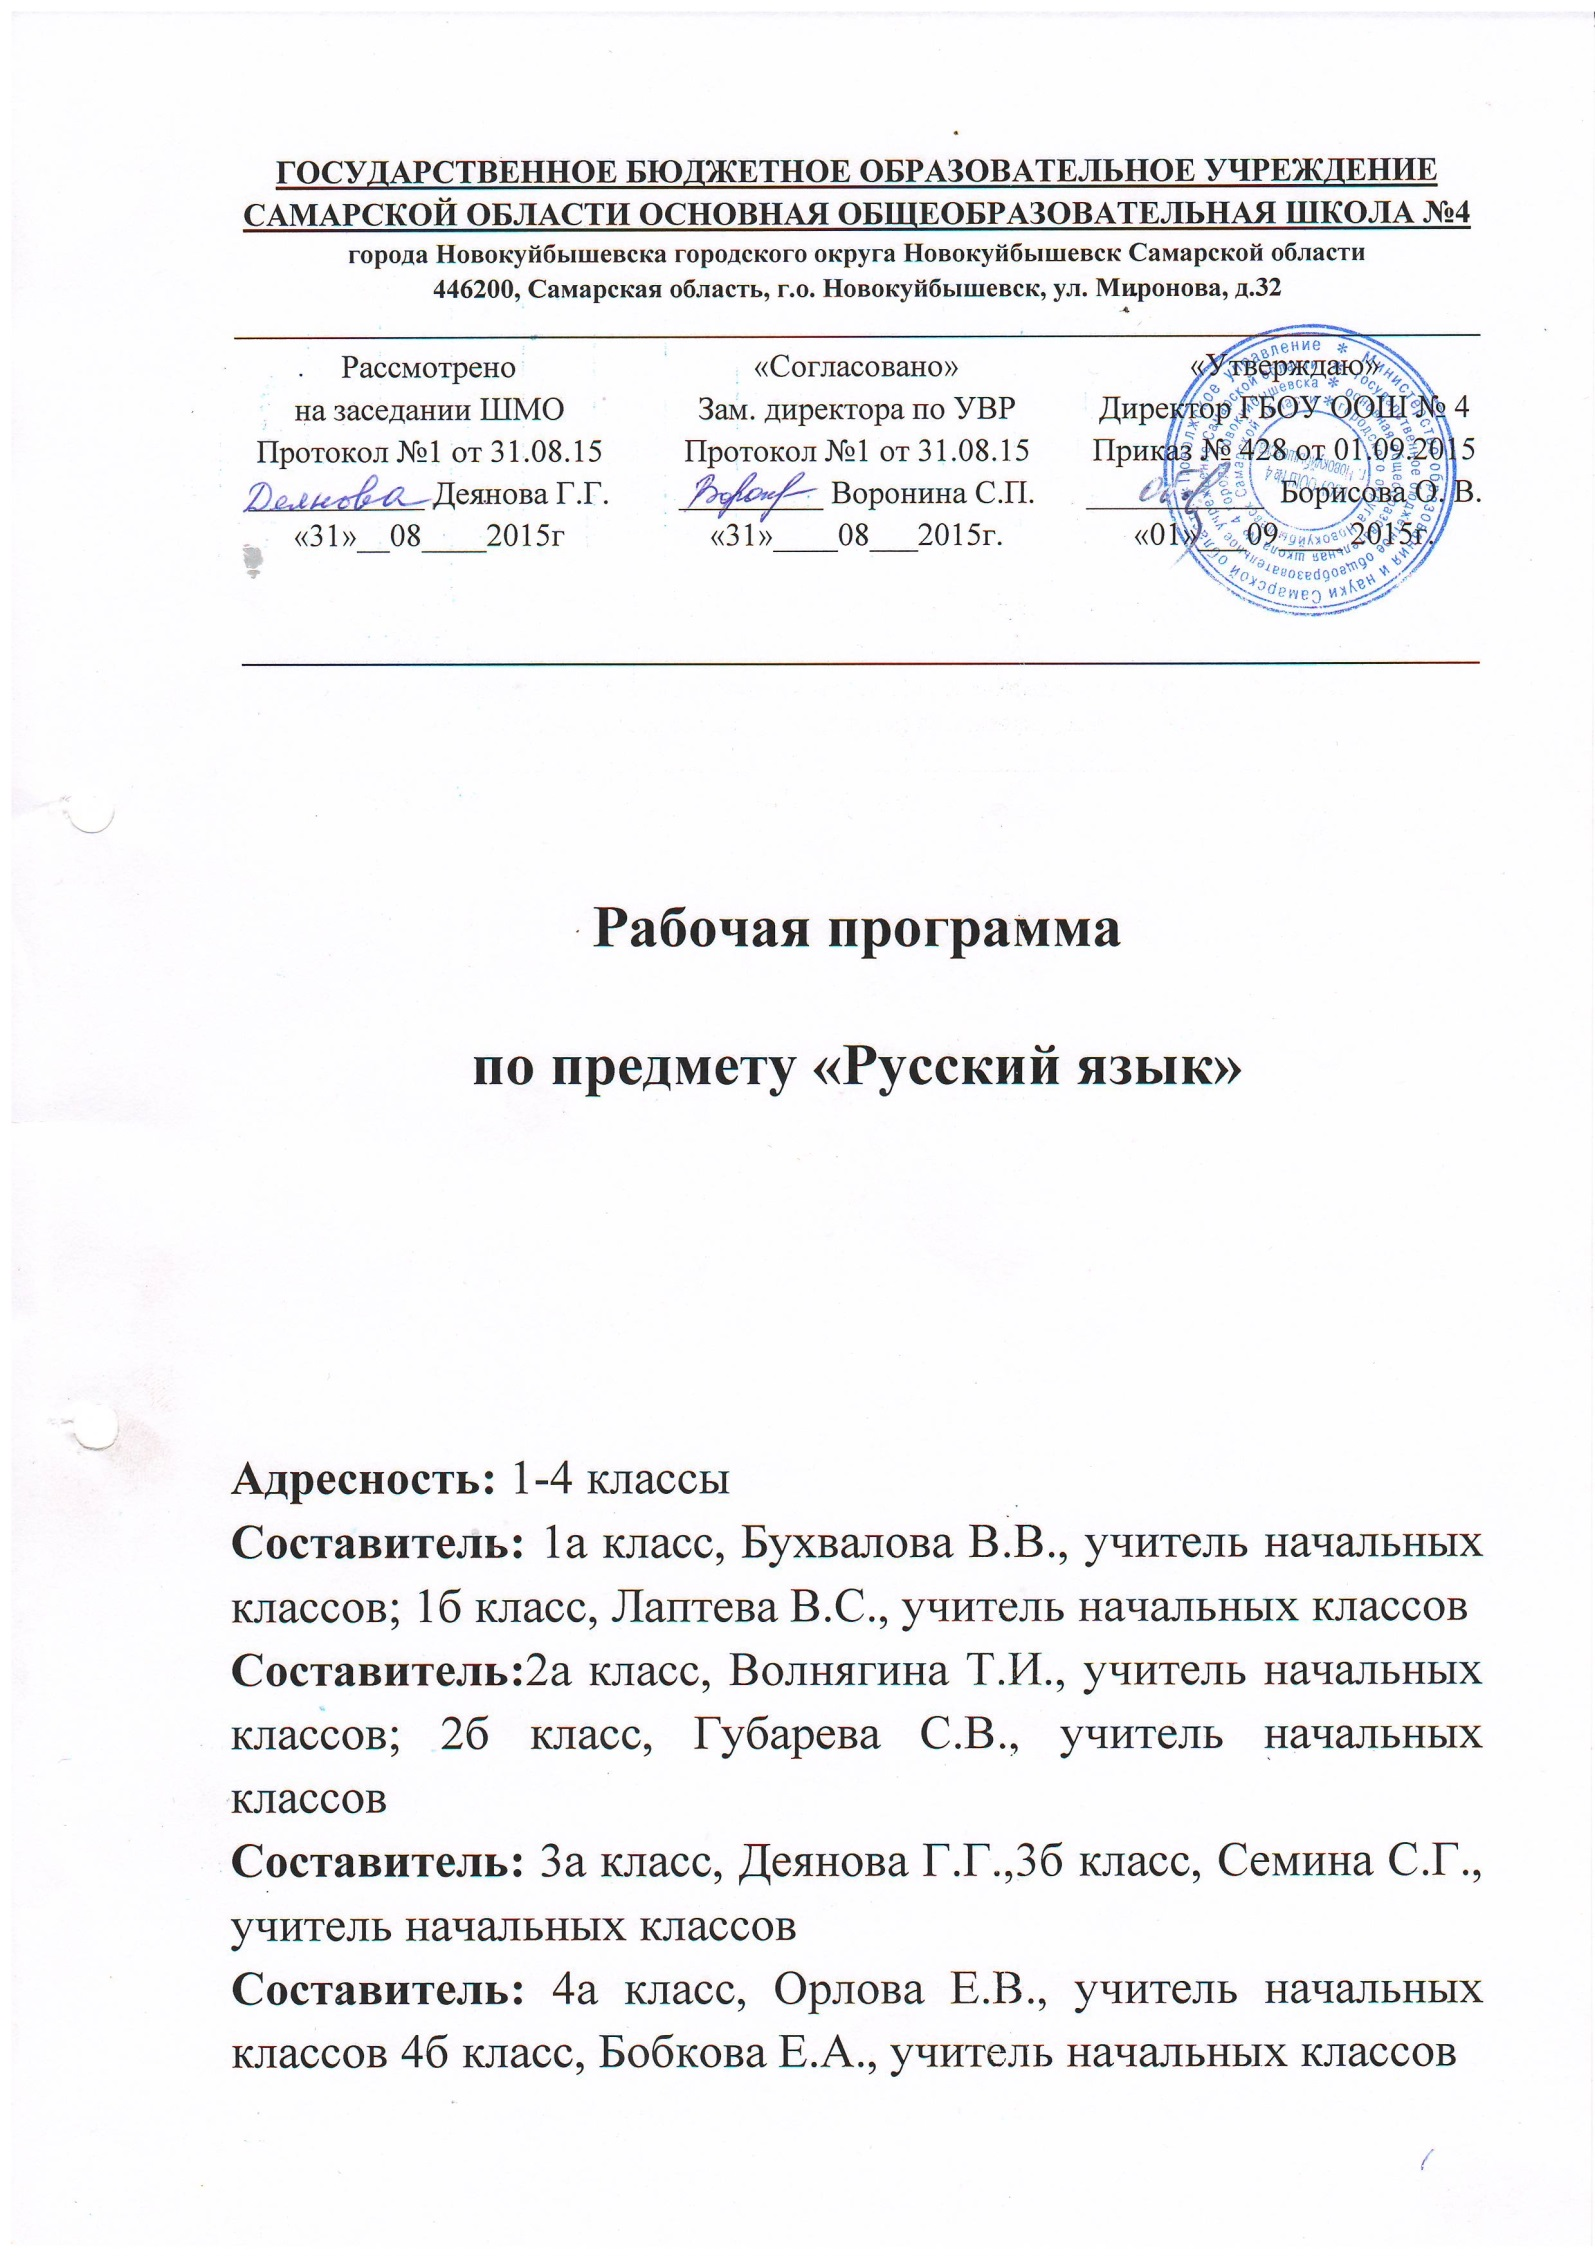 ГОСУДАРСТВЕННОЕ БЮДЖЕТНОЕ ОБРАЗОВАТЕЛЬНОЕ УЧРЕЖДЕНИЕ
САМАРСКОЙ ОБЛАСТИ ОСНОВНАЯ ОБЩЕОБРАЗОВАТЕЛЬНАЯ ШКОЛА №4
города Новокуйбышевска городского округа Новокуйбышевск Самарской области
446200, Самарская область, г.о. Новокуйбышевск, ул. Миронова, д.32
Рассмотрено
на заседании ШМО
Протокол №1 от 31.08.15
Деянова Деянова Г.Г.
«31»__08____2015г
«Согласовано»
Зам. директора по УВР
Протокол №1 от 31.08.15
_________ Воронина С.П.
«31»____08___2015г.
«Утверждаю»
Директор ГБОУ ООШ № 4
Приказ № 428 от 01.09.2015
Борисова О. В.
«01»___09____2015г.
Рабочая программа
по предмету «Русский язык»
Адресность: 1-4 классы
Составитель: 1а класс, Бухвалова В.В., учитель начальных
классов; 1б класс, Лаптева В.С., учитель начальных классов
Составитель:2а класс, Волнягина Т.И., учитель начальных
классов; 2б класс, Губарева С.В., учитель начальных
классов
Составитель: 3а класс, Деянова Г.Г.,3б класс, Семина С.Г.,
учитель начальных классов
Составитель: 4а класс, Орлова Е.В., учитель начальных
классов 4б класс, Бобкова Е.А., учитель начальных классов